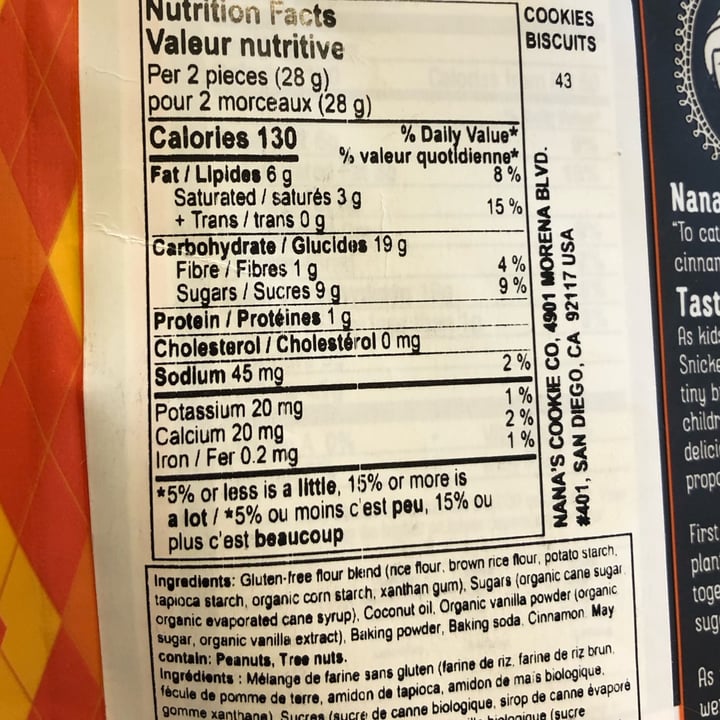 Nutrition Facts
Valeur nutritive
Per 2 pieces (28 g)
pour 2 morceaux (28 g)
Calories 130
% Daily Value*
% valeur quotidienne*
Fat / Lipides 6 g 8 %
Saturated / saturés 3 g
+ Trans / trans 0 g 15 %
Carbohydrate / Glucides 19 g
Fibre / Fibres 1 g 4 %
Sugars / Sucres 9 g 9 %
Protein / Protéines 1 g
Cholesterol / Cholestérol 0 mg
Sodium 45 mg 2 %
Potassium 20 mg 1 %
Calcium 20 mg 2 %
Iron / Fer 0.2 mg 1 %
*5% or less is a little, 15% or more is
a lot / *5% ou moins c'est peu, 15% ou
plus c'est beaucoup
COOKIES
BISCUITS
43
NANA'S COOKIE CO, 4901 MORENA BLVD.
#401, SAN DIEGO, CA 92117 USA
Ingredients: Gluten-free flour blend (rice flour, brown rice flour, potato starch,
tapioca starch, organic corn starch, xanthan gum), Sugars (organic cane sugar,
organic evaporated cane syrup), Coconut oil, Organic vanilla powder (organic
sugar, organic vanilla extract), Baking powder, Baking soda, Cinnamon. May
contain: Peanuts, Tree nuts.
Ingrédients : Mélange de farine sans gluten (farine de riz, farine de riz brun,
fécule de pomme de terre, amidon de tapioca, amidon de maïs biologique,
gomme xanthane), Sucres (sucre de canne biologique, sirop de canne évaporé
biologique (sucre
Nana
"To cat
cinnam
Tast
As kids
Snicke
tiny b
childr
delici
propo
First
plan
toge
sug
As
we